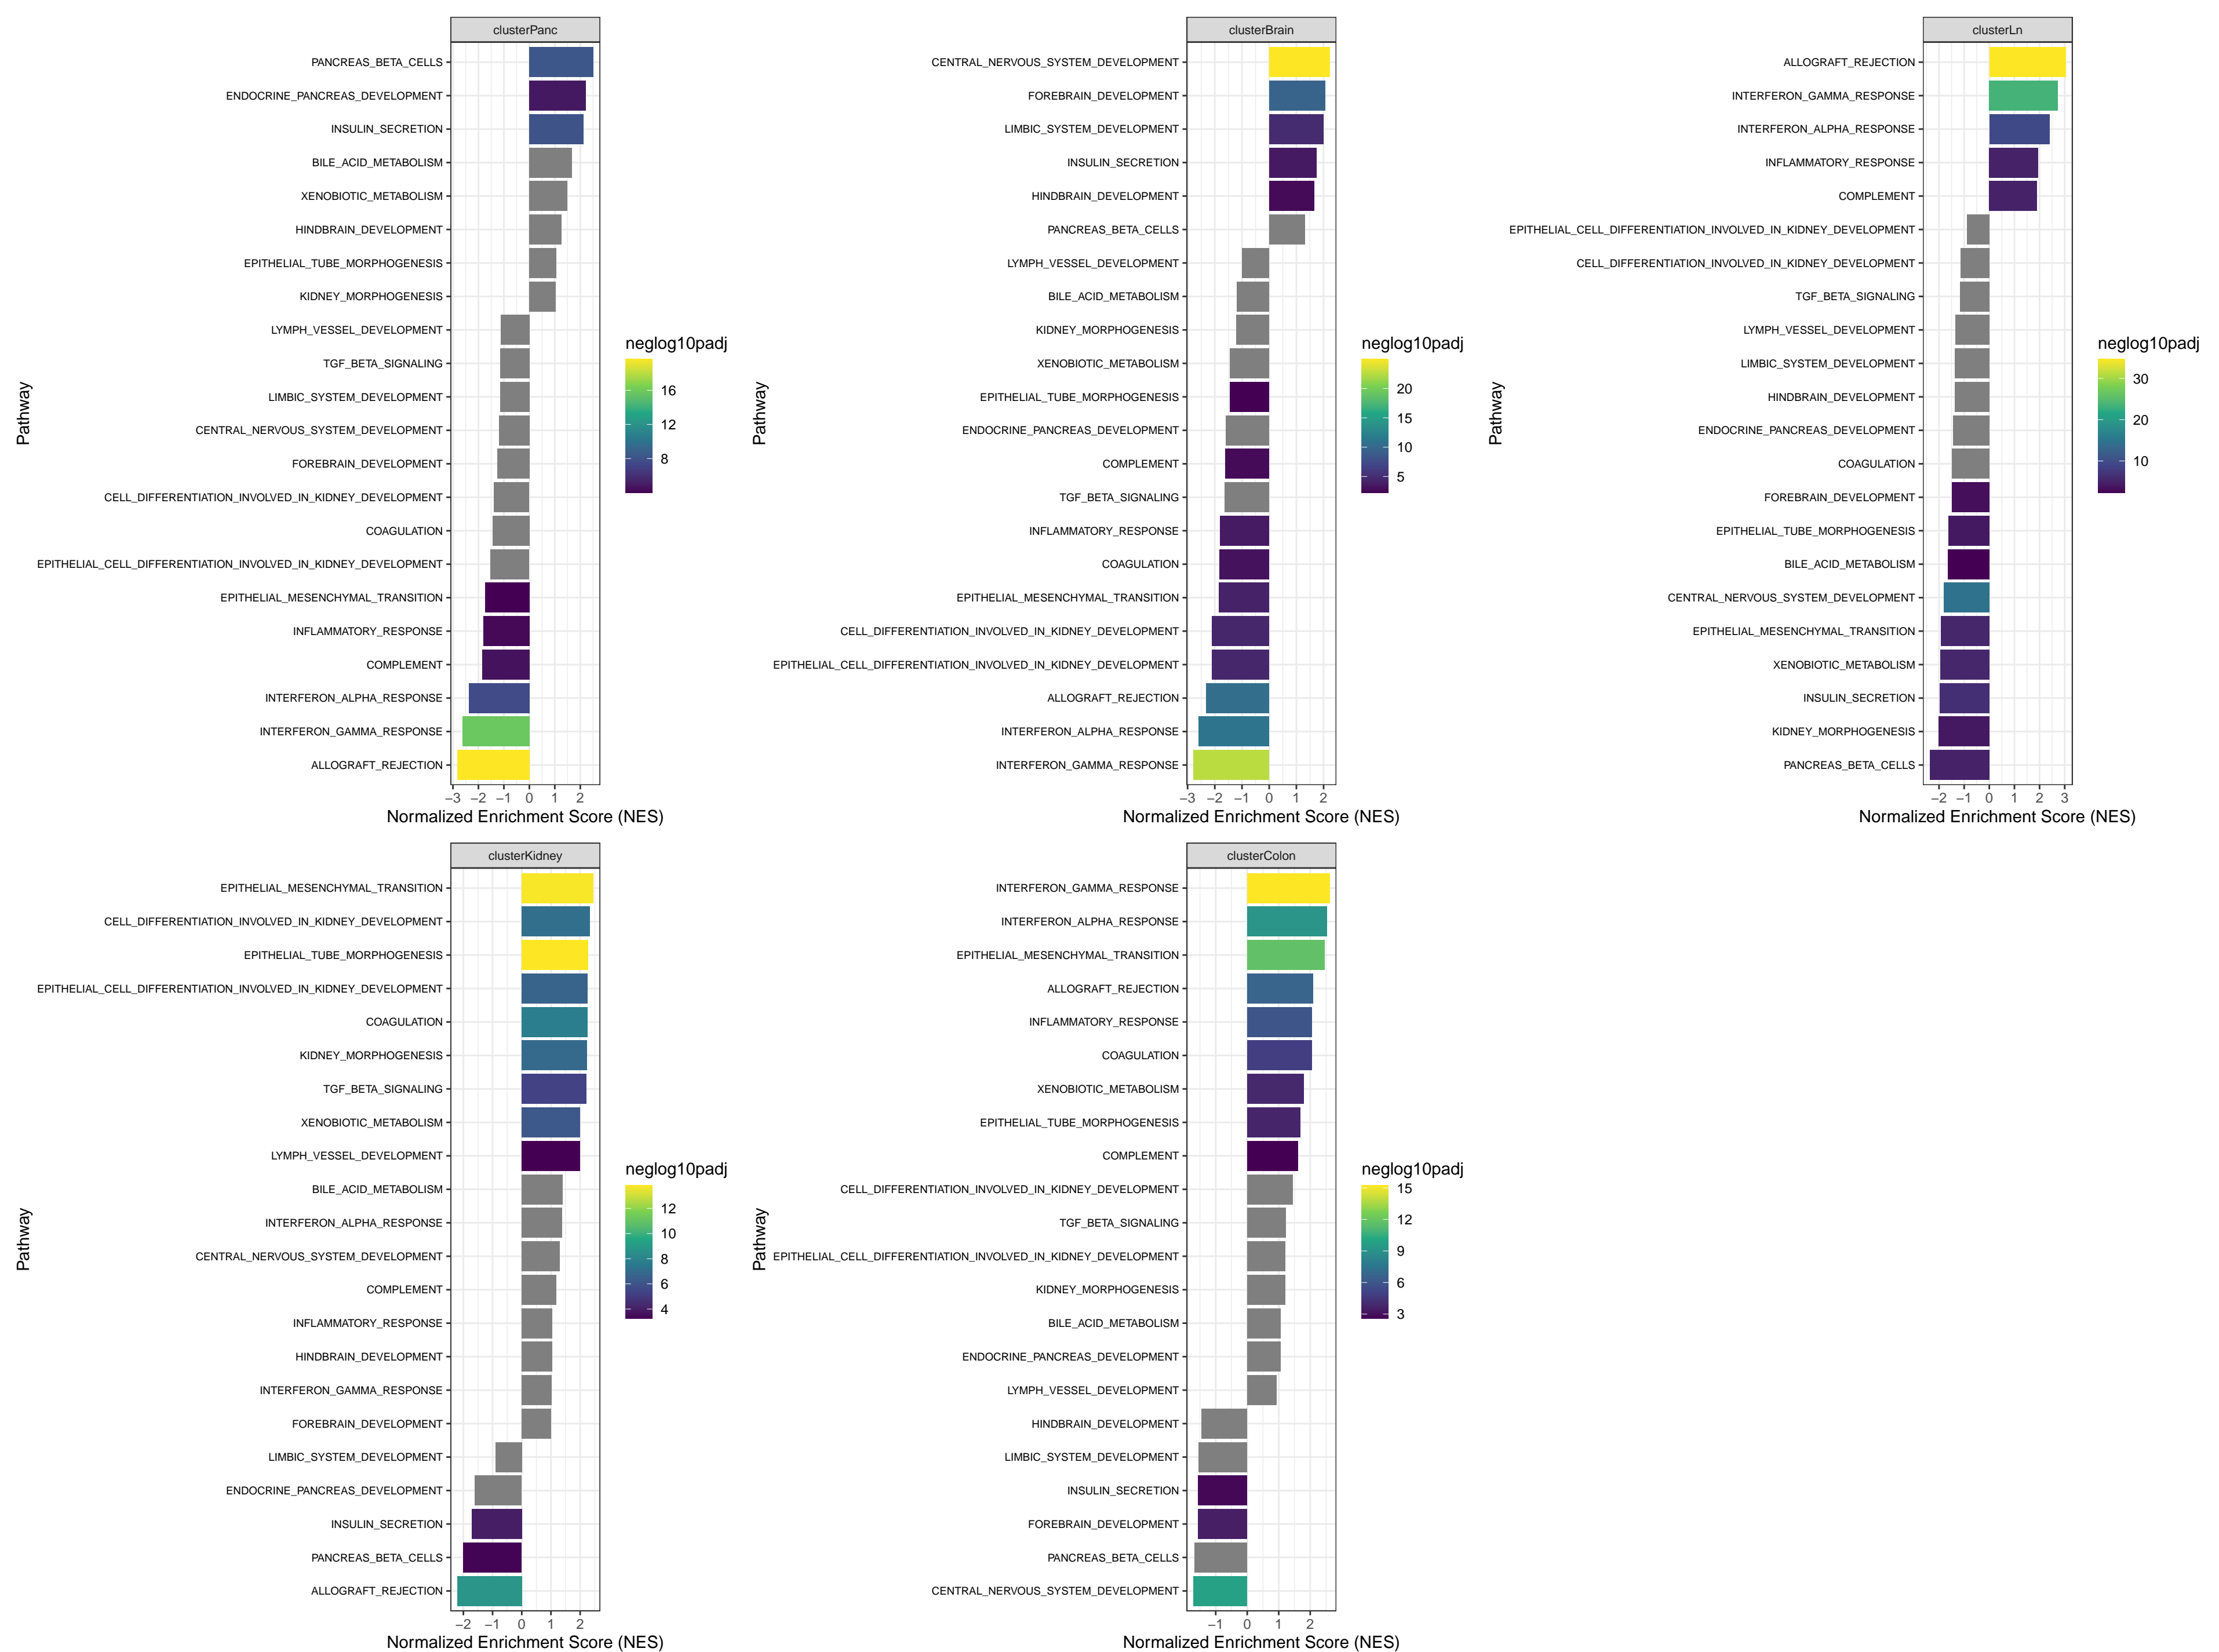 clusterPanc
PANCREAS_BETA_CELLS
ENDOCRINE_PANCREAS_DEVELOPMENT
INSULIN_SECRETION
BILE_ACID_METABOLISM
XENOBIOTIC_METABOLISM
HINDBRAIN_DEVELOPMENT
EPITHELIAL_TUBE_MORPHOGENESIS
KIDNEY_MORPHOGENESIS
LYMPH_VESSEL_DEVELOPMENT
TGF_BETA_SIGNALING
LIMBIC_SYSTEM_DEVELOPMENT
CENTRAL_NERVOUS_SYSTEM_DEVELOPMENT
FOREBRAIN_DEVELOPMENT
CELL_DIFFERENTIATION_INVOLVED_IN_KIDNEY_DEVELOPMENT
COAGULATION
EPITHELIAL_CELL_DIFFERENTIATION_INVOLVED_IN_KIDNEY_DEVELOPMENT
EPITHELIAL_MESENCHYMAL_TRANSITION
INFLAMMATORY_RESPONSE
COMPLEMENT
INTERFERON_ALPHA_RESPONSE
INTERFERON_GAMMA_RESPONSE
ALLOGRAFT_REJECTION
Pathway
−3 −2 −1 0 1 2
Normalized Enrichment Score (NES)
neglog10padj
16
12
8
clusterBrain
CENTRAL_NERVOUS_SYSTEM_DEVELOPMENT
FOREBRAIN_DEVELOPMENT
LIMBIC_SYSTEM_DEVELOPMENT
INSULIN_SECRETION
HINDBRAIN_DEVELOPMENT
PANCREAS_BETA_CELLS
LYMPH_VESSEL_DEVELOPMENT
BILE_ACID_METABOLISM
KIDNEY_MORPHOGENESIS
XENOBIOTIC_METABOLISM
EPITHELIAL_TUBE_MORPHOGENESIS
ENDOCRINE_PANCREAS_DEVELOPMENT
COMPLEMENT
TGF_BETA_SIGNALING
INFLAMMATORY_RESPONSE
COAGULATION
EPITHELIAL_MESENCHYMAL_TRANSITION
CELL_DIFFERENTIATION_INVOLVED_IN_KIDNEY_DEVELOPMENT
EPITHELIAL_CELL_DIFFERENTIATION_INVOLVED_IN_KIDNEY_DEVELOPMENT
ALLOGRAFT_REJECTION
INTERFERON_ALPHA_RESPONSE
INTERFERON_GAMMA_RESPONSE
Pathway
−3 −2 −1 0 1 2
Normalized Enrichment Score (NES)
neglog10padj
20
15
10
5
clusterLn
ALLOGRAFT_REJECTION
INTERFERON_GAMMA_RESPONSE
INTERFERON_ALPHA_RESPONSE
INFLAMMATORY_RESPONSE
COMPLEMENT
EPITHELIAL_CELL_DIFFERENTIATION_INVOLVED_IN_KIDNEY_DEVELOPMENT
CELL_DIFFERENTIATION_INVOLVED_IN_KIDNEY_DEVELOPMENT
TGF_BETA_SIGNALING
LYMPH_VESSEL_DEVELOPMENT
LIMBIC_SYSTEM_DEVELOPMENT
HINDBRAIN_DEVELOPMENT
ENDOCRINE_PANCREAS_DEVELOPMENT
COAGULATION
FOREBRAIN_DEVELOPMENT
EPITHELIAL_TUBE_MORPHOGENESIS
BILE_ACID_METABOLISM
CENTRAL_NERVOUS_SYSTEM_DEVELOPMENT
EPITHELIAL_MESENCHYMAL_TRANSITION
XENOBIOTIC_METABOLISM
INSULIN_SECRETION
KIDNEY_MORPHOGENESIS
PANCREAS_BETA_CELLS
Pathway
−2 −1 0 1 2 3
Normalized Enrichment Score (NES)
neglog10padj
30
20
10
clusterKidney
EPITHELIAL_MESENCHYMAL_TRANSITION
CELL_DIFFERENTIATION_INVOLVED_IN_KIDNEY_DEVELOPMENT
EPITHELIAL_TUBE_MORPHOGENESIS
EPITHELIAL_CELL_DIFFERENTIATION_INVOLVED_IN_KIDNEY_DEVELOPMENT
COAGULATION
KIDNEY_MORPHOGENESIS
TGF_BETA_SIGNALING
XENOBIOTIC_METABOLISM
LYMPH_VESSEL_DEVELOPMENT
BILE_ACID_METABOLISM
INTERFERON_ALPHA_RESPONSE
CENTRAL_NERVOUS_SYSTEM_DEVELOPMENT
COMPLEMENT
INFLAMMATORY_RESPONSE
HINDBRAIN_DEVELOPMENT
INTERFERON_GAMMA_RESPONSE
FOREBRAIN_DEVELOPMENT
LIMBIC_SYSTEM_DEVELOPMENT
ENDOCRINE_PANCREAS_DEVELOPMENT
INSULIN_SECRETION
PANCREAS_BETA_CELLS
ALLOGRAFT_REJECTION
Pathway
−2 −1 0 1 2
Normalized Enrichment Score (NES)
neglog10padj
12
10
8
6
4
clusterColon
INTERFERON_GAMMA_RESPONSE
INTERFERON_ALPHA_RESPONSE
EPITHELIAL_MESENCHYMAL_TRANSITION
ALLOGRAFT_REJECTION
INFLAMMATORY_RESPONSE
COAGULATION
XENOBIOTIC_METABOLISM
EPITHELIAL_TUBE_MORPHOGENESIS
COMPLEMENT
CELL_DIFFERENTIATION_INVOLVED_IN_KIDNEY_DEVELOPMENT
TGF_BETA_SIGNALING
EPITHELIAL_CELL_DIFFERENTIATION_INVOLVED_IN_KIDNEY_DEVELOPMENT
KIDNEY_MORPHOGENESIS
BILE_ACID_METABOLISM
ENDOCRINE_PANCREAS_DEVELOPMENT
LYMPH_VESSEL_DEVELOPMENT
HINDBRAIN_DEVELOPMENT
LIMBIC_SYSTEM_DEVELOPMENT
INSULIN_SECRETION
FOREBRAIN_DEVELOPMENT
PANCREAS_BETA_CELLS
CENTRAL_NERVOUS_SYSTEM_DEVELOPMENT
Pathway
−1 0 1 2
Normalized Enrichment Score (NES)
neglog10padj
15
12
9
6
3